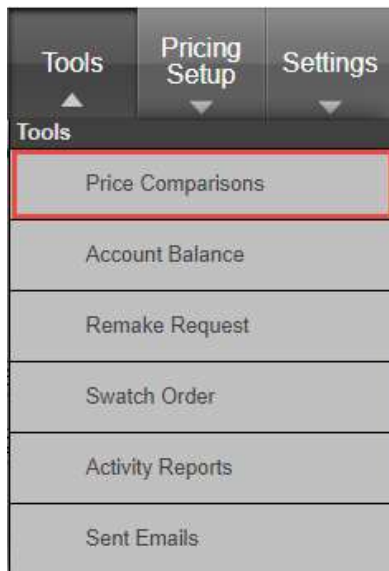 Tools
Pricing
Setup
Settings
Tools
Price Comparisons
Account Balance
Remake Request
Swatch Order
Activity Reports
Sent Emails